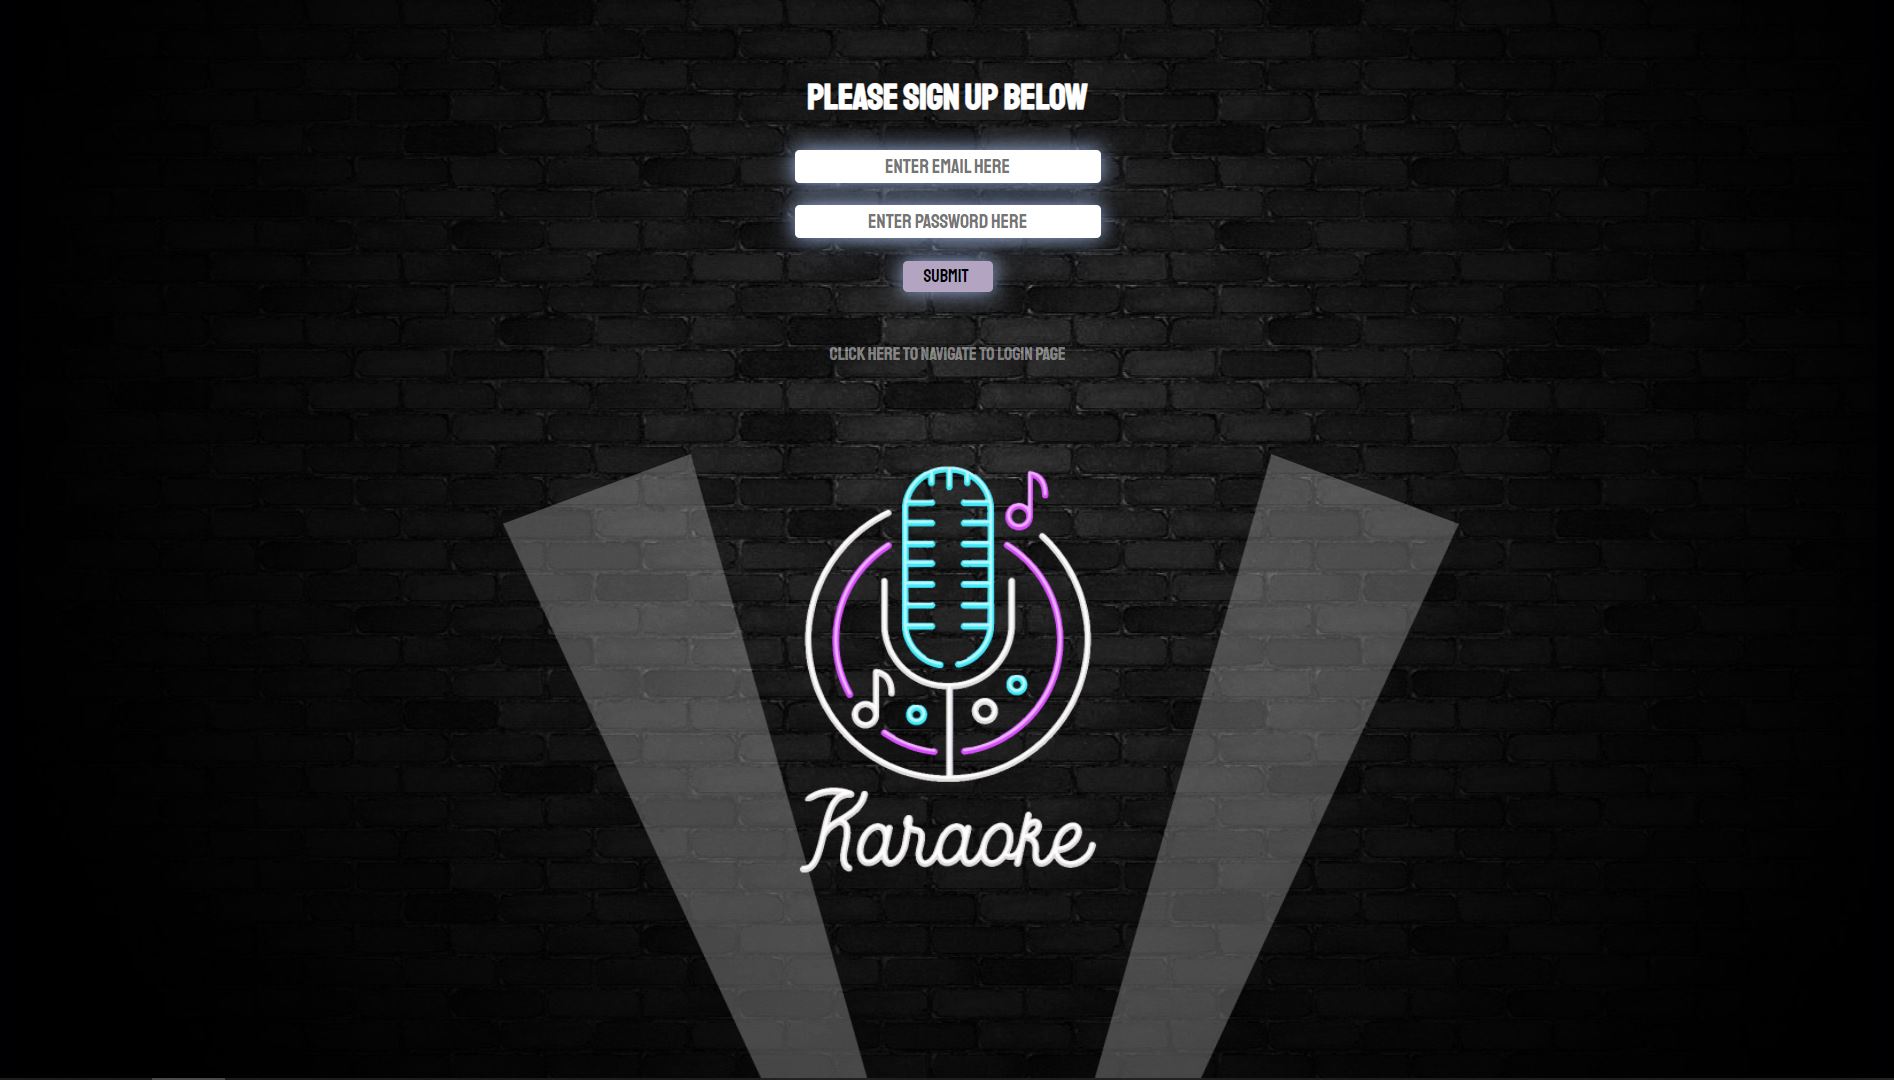 PLEASE SIGN UP BELOW
ENTER EMAIL HERE
ENTER PASSWORD HERE
SUBMIT
CLICK HERE TO NAVIGATE TO LOGIN PAGE
Karaoke